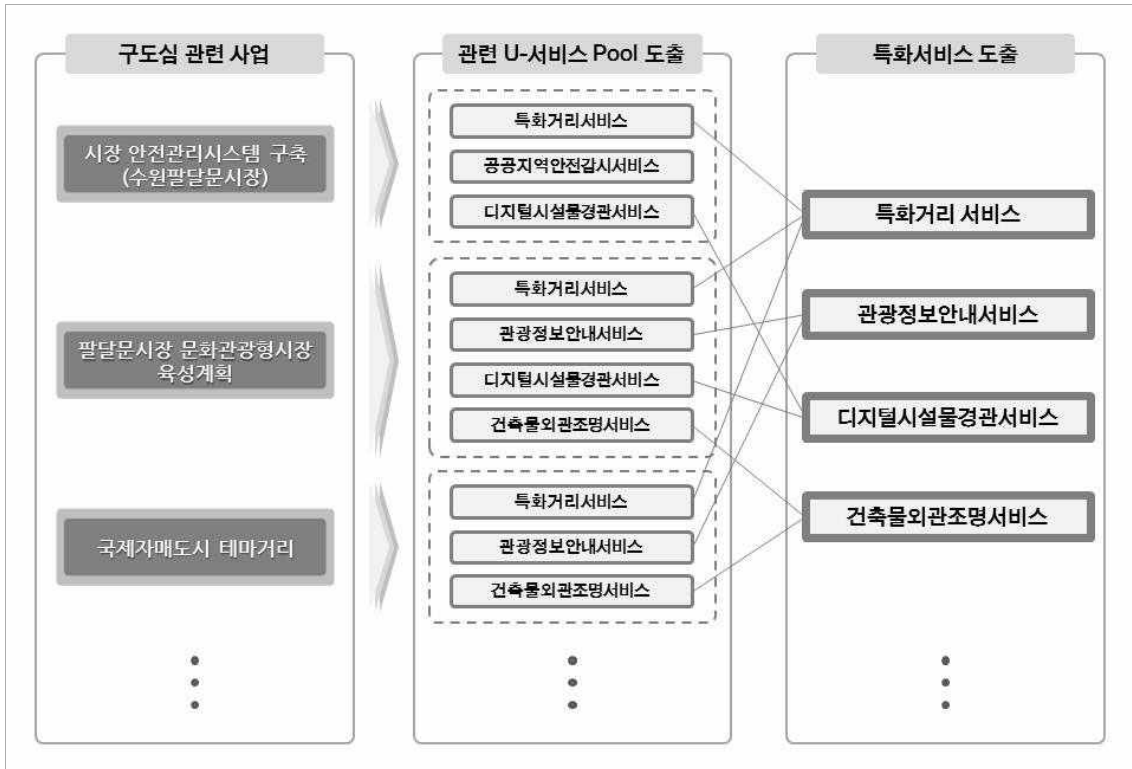 구도심 관련 사업
시장 안전관리시스템 구축
(수원팔달문시장)
팔달문시장 문화관광형시장
육성계획
국제자매도시 테마거리
관련 U-서비스 Pool 도출
특화거리서비스
공공지역안전감시서비스
디지털시설물경관서비스
특화거리서비스
관광정보안내서비스
디지털시설물경관서비스
건축물외관조명서비스
특화거리서비스
관광정보안내서비스
건축물외관조명서비스
특화서비스 도출
특화거리 서비스
관광정보안내서비스
디지털시설물경관서비스
건축물외관조명서비스